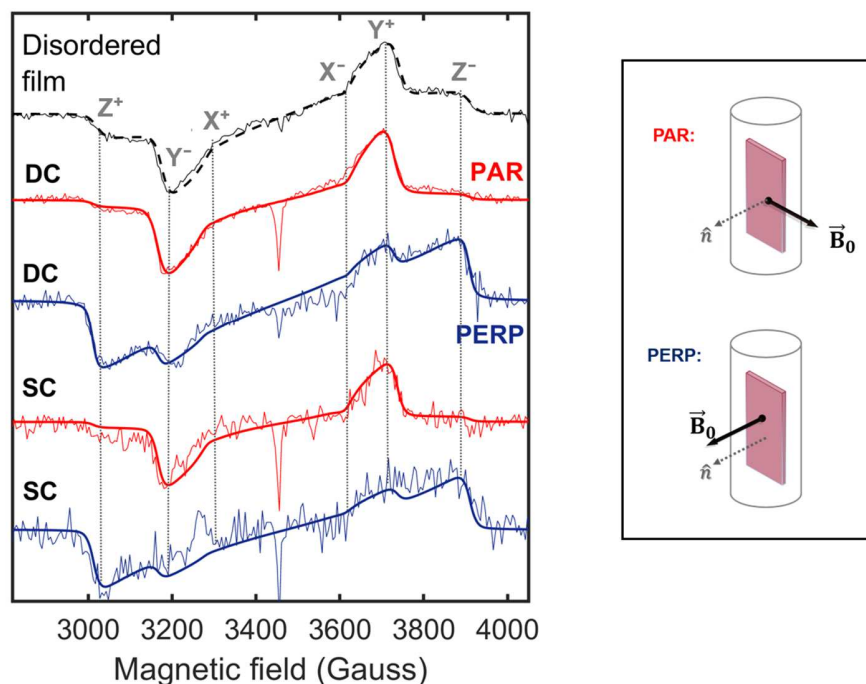 Disordered
film
Z⁺
Y⁻
X⁺
X⁻
Y⁺
Z⁻
DC
PAR
DC
PERP
SC
SC
3000 3200 3400 3600 3800 4000
Magnetic field (Gauss)
PAR:
n̂
B⃗₀
PERP:
B⃗₀
n̂